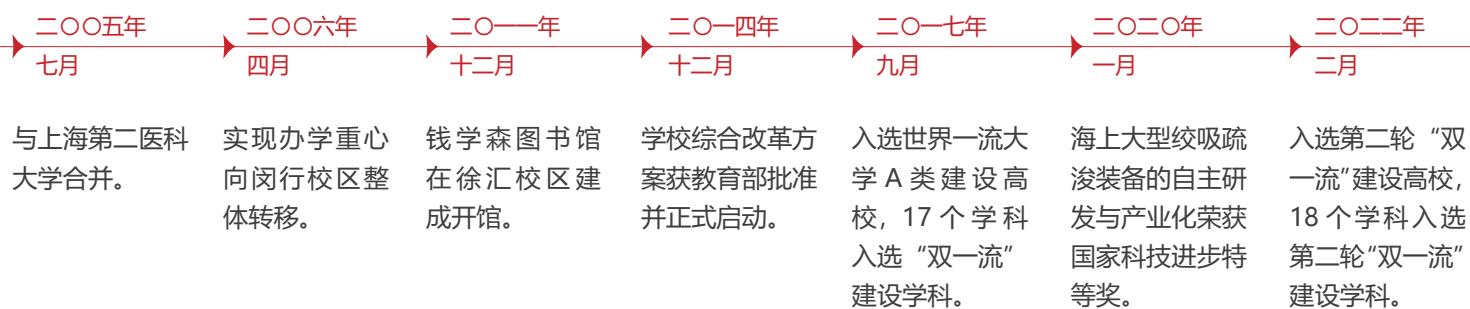 二〇〇五年
七月
与上海第二医科
大学合并。
二〇〇六年
四月
实现办学重心
向闵行校区整
体转移。
二〇一一年
十二月
钱学森图书馆
在徐汇校区建
成开馆。
二〇一四年
十二月
学校综合改革方
案获教育部批准
并正式启动。
二〇一七年
九月
入选世界一流大
学A类建设高
校，17个学科
入选“双一流”
建设学科。
二〇二〇年
一月
海上大型绞吸疏
浚装备的自主研
发与产业化荣获
国家科技进步特
等奖。
二〇二二年
二月
入选第二轮“双
一流”建设高校，
18个学科入选
第二轮“双一流”
建设学科。